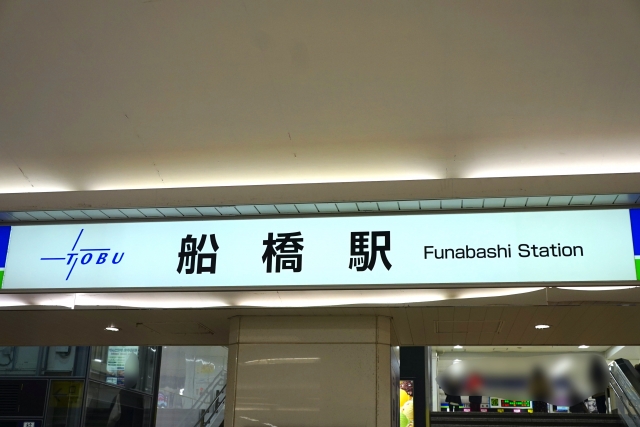 TOBU 船橋駅 Funabashi Station